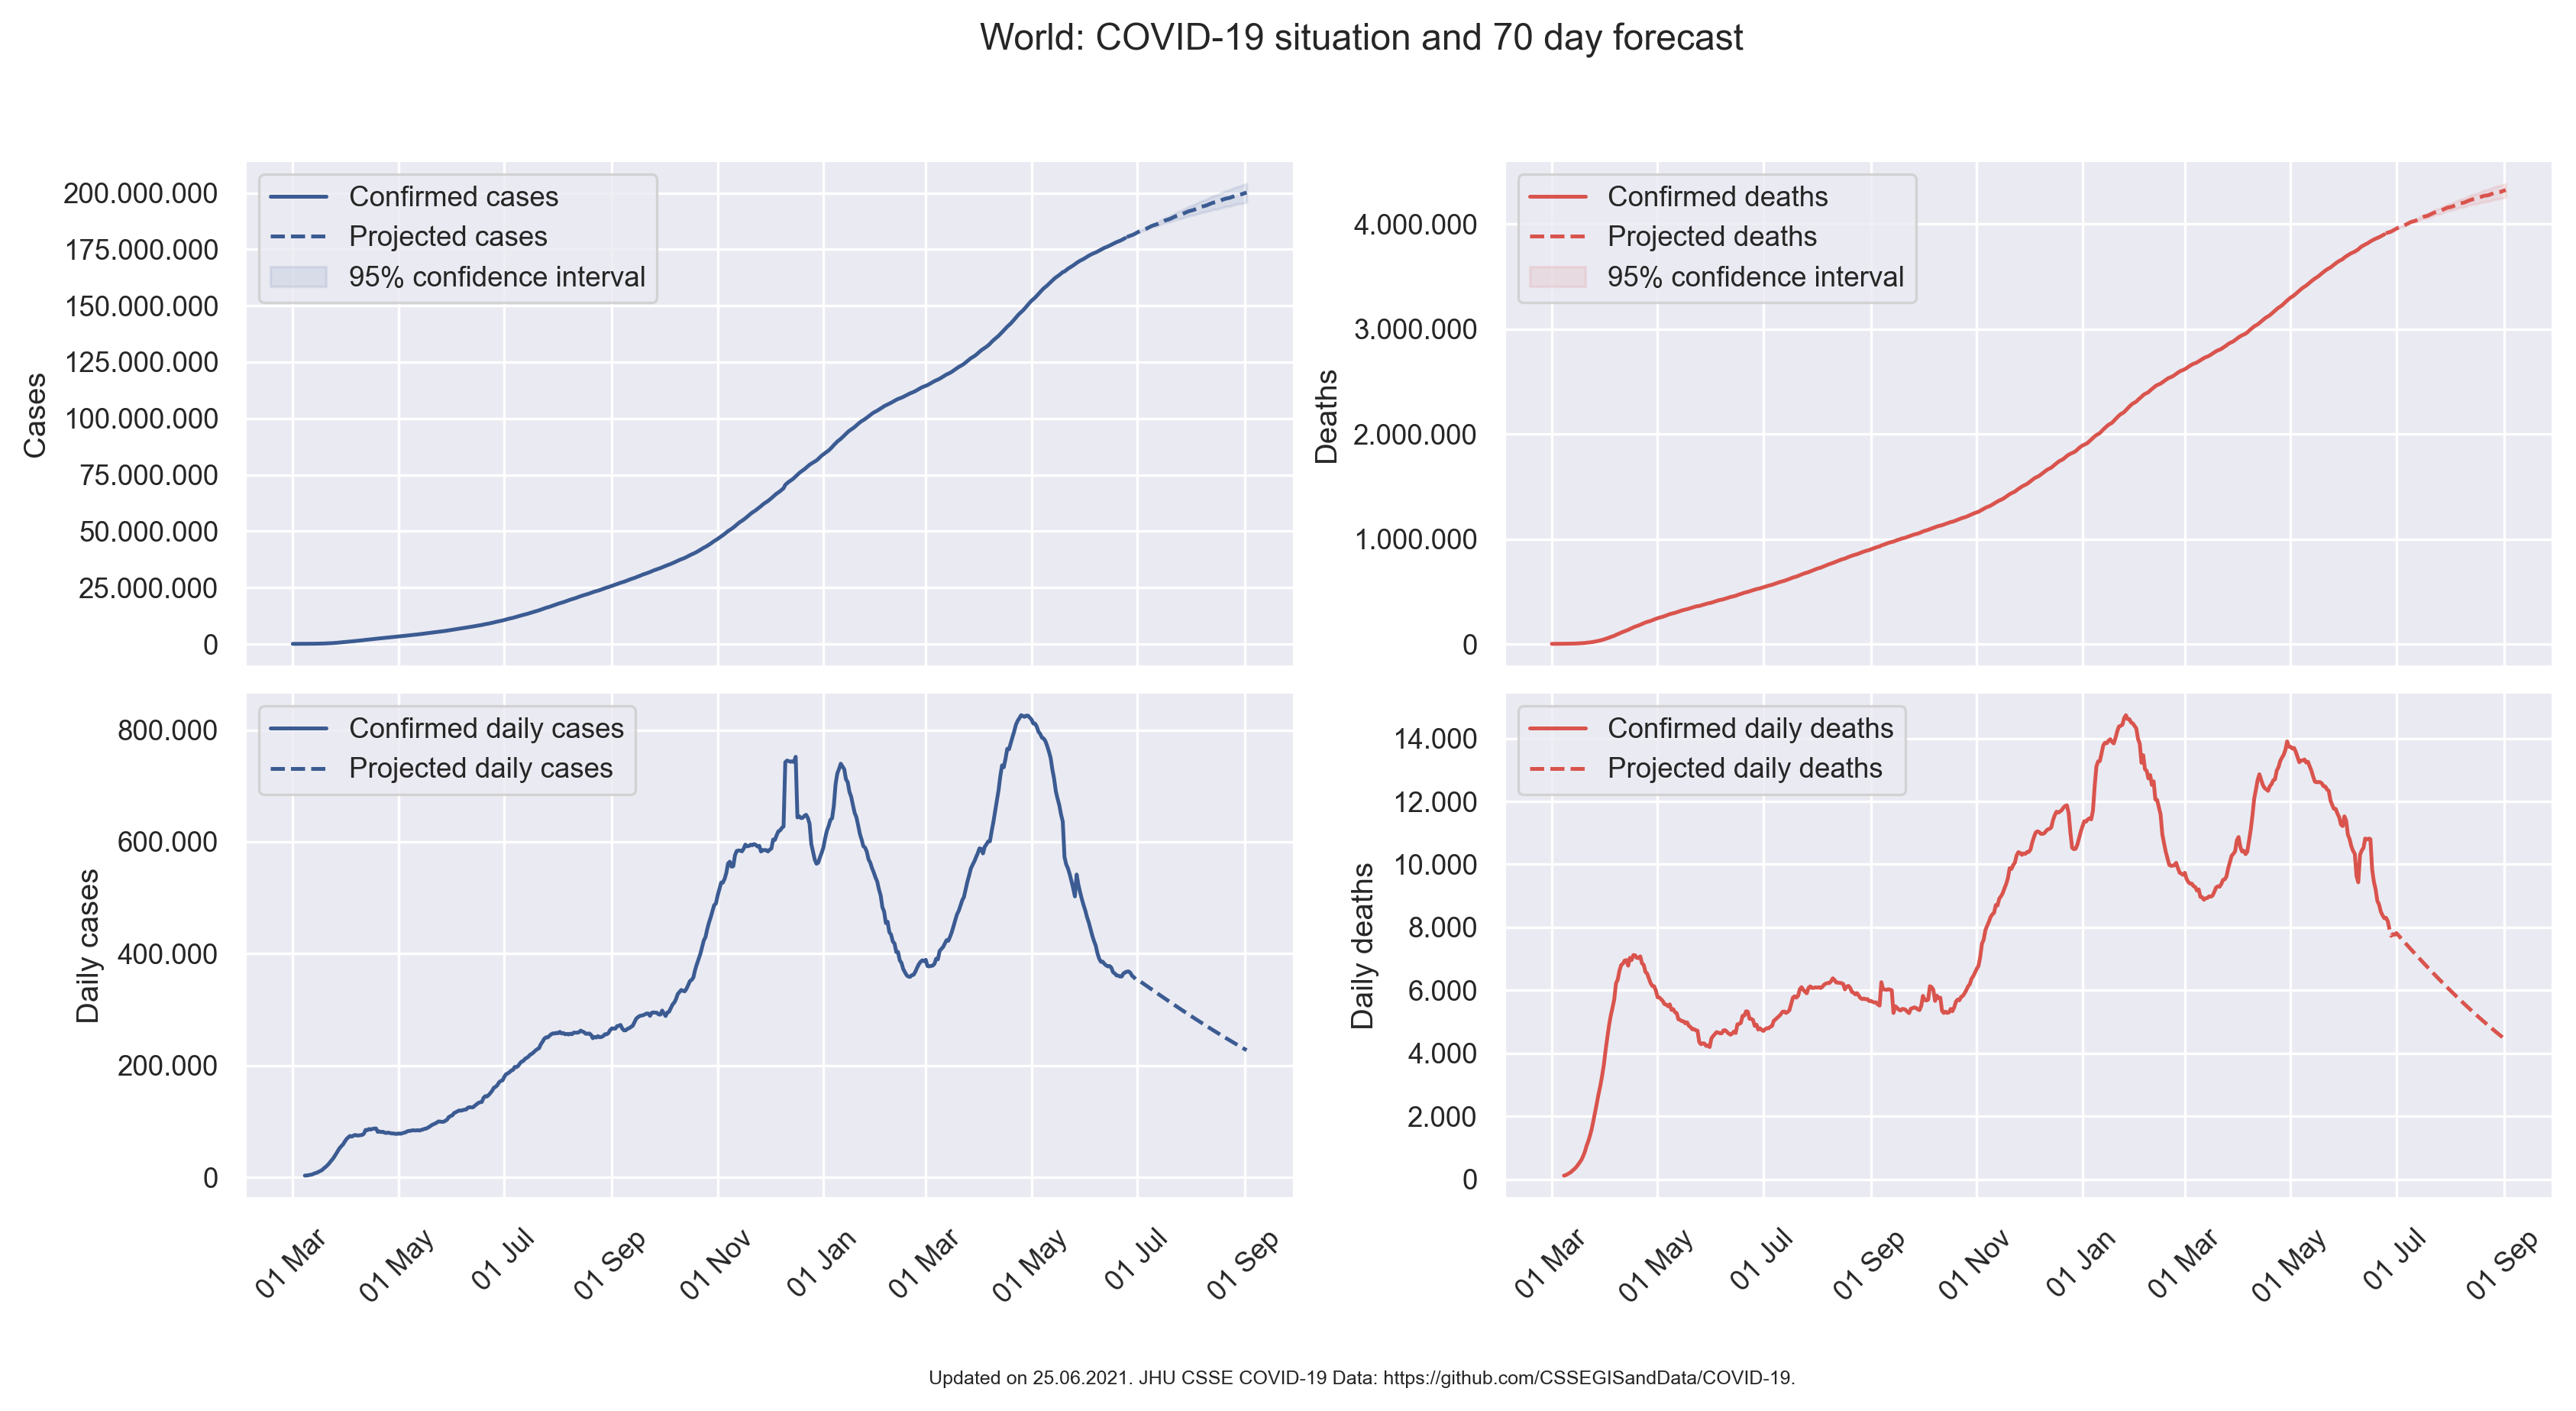 World: COVID-19 situation and 70 day forecast
Cases
200.000.000
175.000.000
150.000.000
125.000.000
100.000.000
75.000.000
50.000.000
25.000.000
0
Confirmed cases
Projected cases
95% confidence interval
Deaths
4.000.000
3.000.000
2.000.000
1.000.000
0
Confirmed deaths
Projected deaths
95% confidence interval
Daily cases
800.000
600.000
400.000
200.000
0
Confirmed daily cases
Projected daily cases
01 Mar
01 May
01 Jul
01 Sep
01 Nov
01 Jan
01 Mar
01 May
01 Jul
01 Sep
Daily deaths
14.000
12.000
10.000
8.000
6.000
4.000
2.000
0
Confirmed daily deaths
Projected daily deaths
01 Mar
01 May
01 Jul
01 Sep
01 Nov
01 Jan
01 Mar
01 May
01 Jul
01 Sep
Updated on 25.06.2021. JHU CSSE COVID-19 Data: https://github.com/CSSEGISandData/COVID-19.